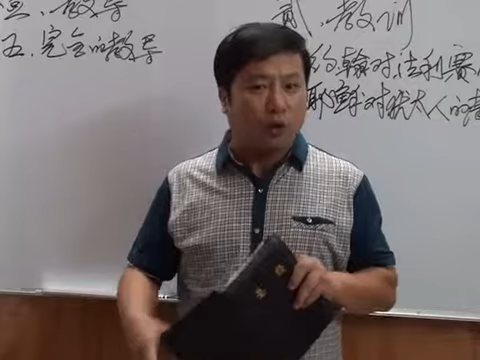 教导
五.完全的教导
贰、教训
约翰对法利赛
耶稣对犹太人的